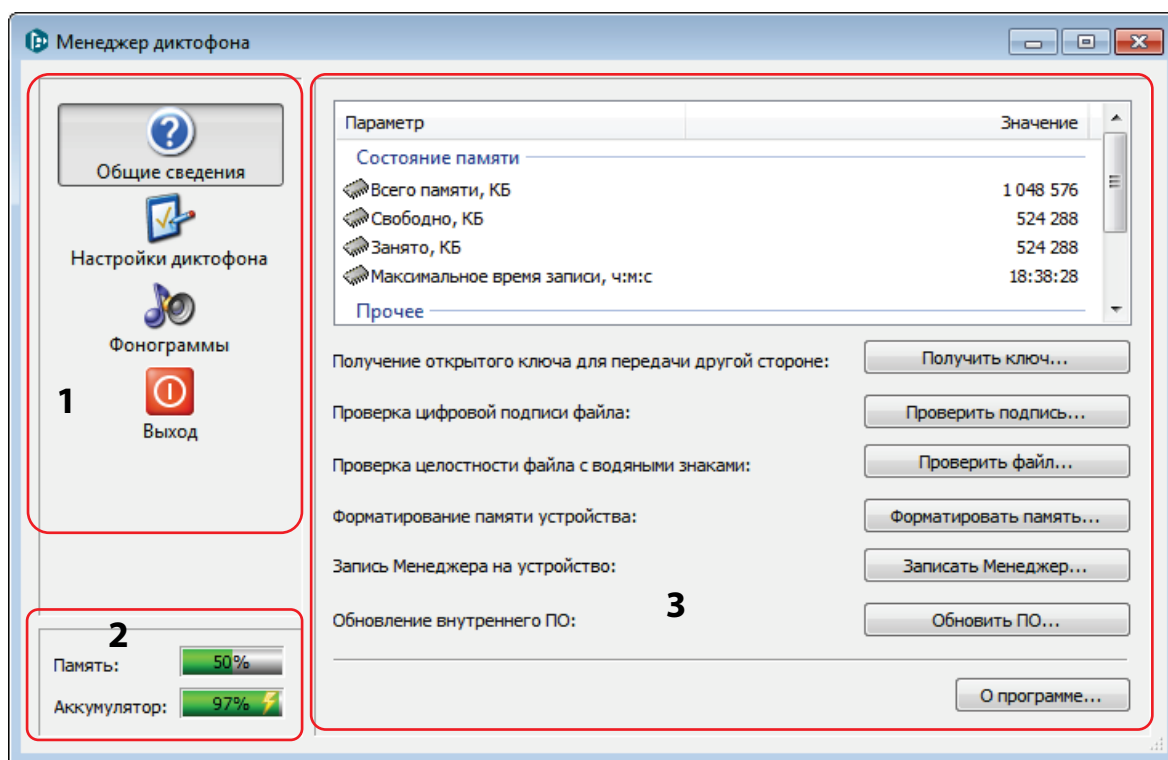 Менеджер диктофона
Общие сведения
Настройки диктофона
Фонограммы
1
Выход
2
Память: 50%
Аккумулятор: 97%
Параметр Значение
Состояние памяти
Всего памяти, КБ 1 048 576
Свободно, КБ 524 288
Занято, КБ 524 288
Максимальное время записи, ч:м:с 18:38:28
Прочее
Получение открытого ключа для передачи другой стороне: Получить ключ...
Проверка цифровой подписи файла: Проверить подпись...
Проверка целостности файла с водяными знаками: Проверить файл...
Форматирование памяти устройства: Форматировать память...
Запись Менеджера на устройство: Записать Менеджер...
3
Обновление внутреннего ПО: Обновить ПО...
О программе...